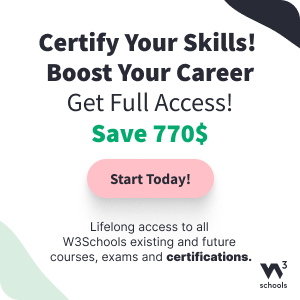 Certify Your Skills!
Boost Your Career
Get Full Access!
Save 770$
Start Today!
Lifelong access to all
W3Schools existing and future
courses, exams and certifications.
W3
schools